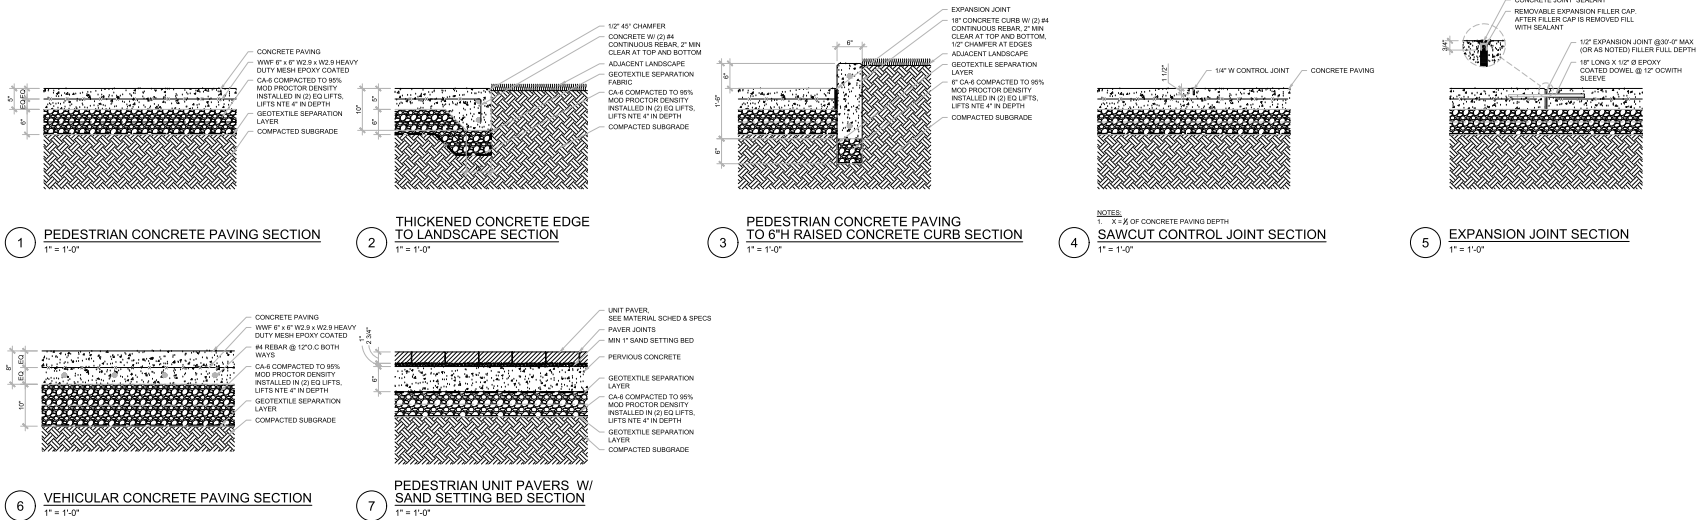 CONCRETE PAVING
WWF 6" x 6" W2.9 x W2.9 HEAVY
DUTY MESH EPOXY COATED
CA-6 COMPACTED TO 95%
MOD PROCTOR DENSITY
INSTALLED IN (2) EQ LIFTS,
LIFTS NTE 4" IN DEPTH
GEOTEXTILE SEPARATION
LAYER
COMPACTED SUBGRADE
5"
EQ EQ
6"
1
PEDESTRIAN CONCRETE PAVING SECTION
1" = 1'-0"
1/2" 45° CHAMFER
CONCRETE W/ (2) #4
CONTINUOUS REBAR, 2" MIN
CLEAR AT TOP AND BOTTOM
ADJACENT LANDSCAPE
GEOTEXTILE SEPARATION
FABRIC
CA-6 COMPACTED TO 95%
MOD PROCTOR DENSITY
INSTALLED IN (2) EQ LIFTS,
LIFTS NTE 4" IN DEPTH
COMPACTED SUBGRADE
10"
5"
6"
2
THICKENED CONCRETE EDGE
TO LANDSCAPE SECTION
1" = 1'-0"
EXPANSION JOINT
18" CONCRETE CURB W/ (2) #4
CONTINUOUS REBAR, 2" MIN
CLEAR AT TOP AND BOTTOM,
1/2" CHAMFER AT EDGES
ADJACENT LANDSCAPE
GEOTEXTILE SEPARATION
LAYER
6" CA-6 COMPACTED TO 95%
MOD PROCTOR DENSITY
INSTALLED IN (2) EQ LIFTS,
LIFTS NTE 4" IN DEPTH
COMPACTED SUBGRADE
6"
6"
1'-6"
6"
3
PEDESTRIAN CONCRETE PAVING
TO 6"H RAISED CONCRETE CURB SECTION
1" = 1'-0"
1 1/2"
1/4" W CONTROL JOINT
CONCRETE PAVING
NOTES:
1. X = OF CONCRETE PAVING DEPTH
4
SAWCUT CONTROL JOINT SECTION
1" = 1'-0"
CONCRETE JOINT SEALANT
REMOVABLE EXPANSION FILLER CAP.
AFTER FILLER CAP IS REMOVED FILL
WITH SEALANT
3/4"
1/2" EXPANSION JOINT @30'-0" MAX
(OR AS NOTED) FILLER FULL DEPTH
18" LONG X 1/2" Ø EPOXY
COATED DOWEL @ 12" OCWITH
SLEEVE
5
EXPANSION JOINT SECTION
1" = 1'-0"
CONCRETE PAVING
WWF 6" x 6" W2.9 x W2.9 HEAVY
DUTY MESH EPOXY COATED
#4 REBAR @ 12"O.C BOTH
WAYS
CA-6 COMPACTED TO 95%
MOD PROCTOR DENSITY
INSTALLED IN (2) EQ LIFTS,
LIFTS NTE 4" IN DEPTH
GEOTEXTILE SEPARATION
LAYER
COMPACTED SUBGRADE
8"
EQ
EQ
10"
6
VEHICULAR CONCRETE PAVING SECTION
1" = 1'-0"
UNIT PAVER,
SEE MATERIAL SCHED & SPECS
PAVER JOINTS
MIN 1" SAND SETTING BED
PERVIOUS CONCRETE
GEOTEXTILE SEPARATION
LAYER
CA-6 COMPACTED TO 95%
MOD PROCTOR DENSITY
INSTALLED IN (2) EQ LIFTS,
LIFTS NTE 4" IN DEPTH
GEOTEXTILE SEPARATION
LAYER
COMPACTED SUBGRADE
1"
2 3/4"
6"
7
PEDESTRIAN UNIT PAVERS W/
SAND SETTING BED SECTION
1" = 1'-0"